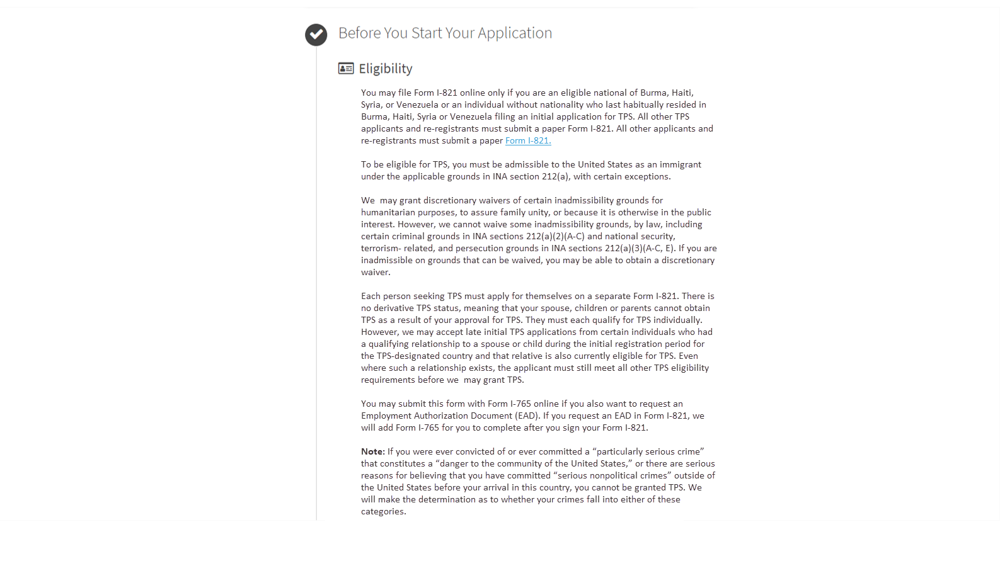 Before You Start Your Application
Eligibility
You may file Form I-821 online only if you are an eligible national of Burma, Haiti,
Syria, or Venezuela or an individual without nationality who last habitually resided in
Burma, Haiti, Syria or Venezuela filing an initial application for TPS. All other TPS
applicants and re-registrants must submit a paper Form I-821. All other applicants and
re-registrants must submit a paper Form I-821.
To be eligible for TPS, you must be admissible to the United States as an immigrant
under the applicable grounds in INA section 212(a), with certain exceptions.
We  may grant discretionary waivers of certain inadmissibility grounds for
humanitarian purposes, to assure family unity, or because it is otherwise in the public
interest. However, we cannot waive some inadmissibility grounds, by law, including
certain criminal grounds in INA sections 212(a)(2)(A-C) and national security,
terrorism- related, and persecution grounds in INA sections 212(a)(3)(A-C, E). If you are
inadmissible on grounds that can be waived, you may be able to obtain a discretionary
waiver.
Each person seeking TPS must apply for themselves on a separate Form I-821. There is
no derivative TPS status, meaning that your spouse, children or parents cannot obtain
TPS as a result of your approval for TPS. They must each qualify for TPS individually.
However, we may accept late initial TPS applications from certain individuals who had
a qualifying relationship to a spouse or child during the initial registration period for
the TPS-designated country and that relative is also currently eligible for TPS. Even
where such a relationship exists, the applicant must still meet all other TPS eligibility
requirements before we  may grant TPS.
You may submit this form with Form I-765 online if you also want to request an
Employment Authorization Document (EAD). If you request an EAD in Form I-821, we
will add Form I-765 for you to complete after you sign your Form I-821.
Note: If you were ever convicted of or ever committed a “particularly serious crime”
that constitutes a “danger to the community of the United States,” or there are serious
reasons for believing that you have committed “serious nonpolitical crimes” outside of
the United States before your arrival in this country, you cannot be granted TPS. We
will make the determination as to whether your crimes fall into either of these
categories.